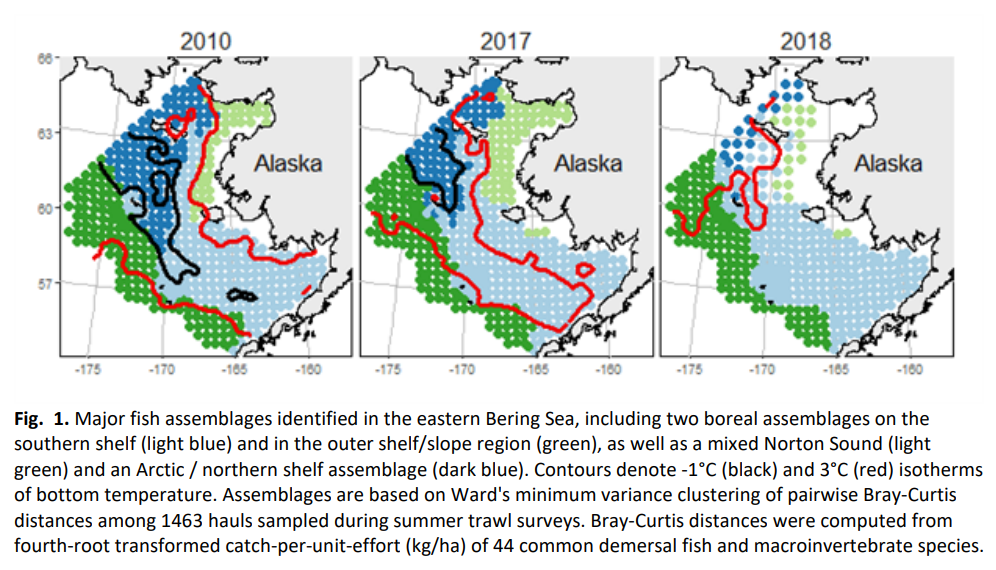 2010 2017 2018
66
63
60
57
Alaska Alaska Alaska
-175 -170 -165 -160 -175 -170 -165 -160 -175 -170 -165 -160
Fig. 1. Major fish assemblages identified in the eastern Bering Sea, including two boreal assemblages on the
southern shelf (light blue) and in the outer shelf/slope region (green), as well as a mixed Norton Sound (light
green) and an Arctic / northern shelf assemblage (dark blue). Contours denote -1°C (black) and 3°C (red) isotherms
of bottom temperature. Assemblages are based on Ward's minimum variance clustering of pairwise Bray-Curtis
distances among 1463 hauls sampled during summer trawl surveys. Bray-Curtis distances were computed from
fourth-root transformed catch-per-unit-effort (kg/ha) of 44 common demersal fish and macroinvertebrate species.